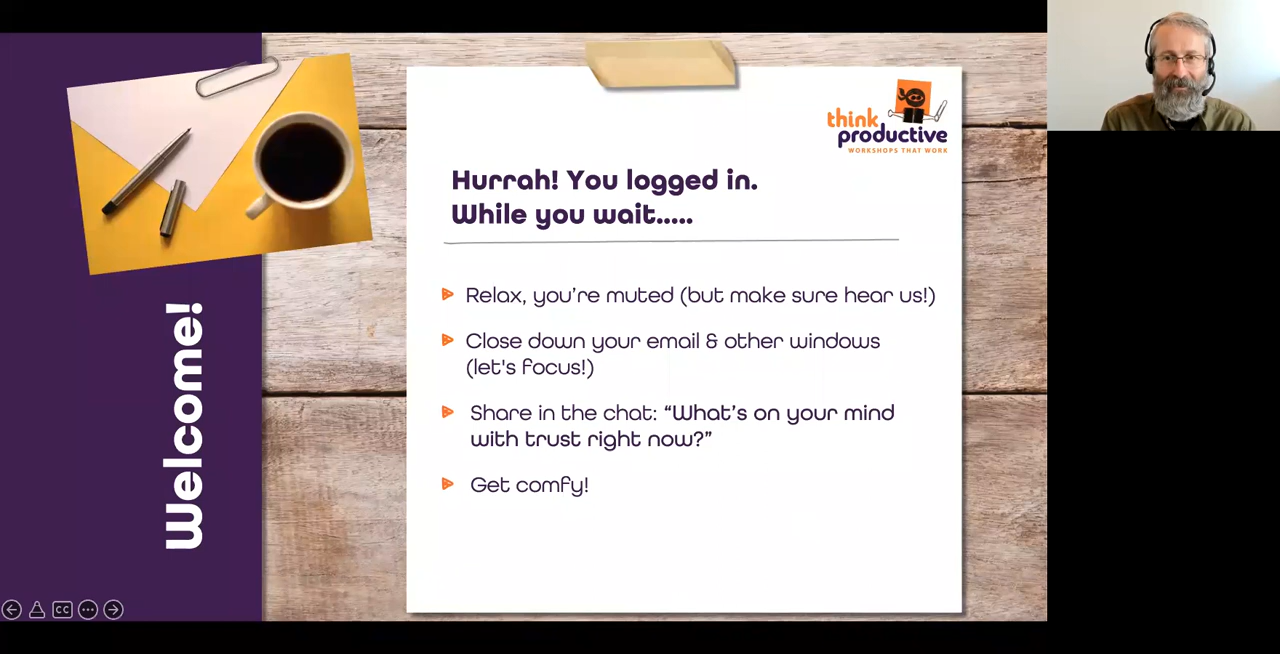 Welcome!
think
productive
WORKSHOPS THAT WORK
Hurrah! You logged in.
While you wait.....
Relax, you're muted (but make sure hear us!)
Close down your email & other windows
(let's focus!)
Share in the chat: “What's on your mind
with trust right now?”
Get comfy!
CC